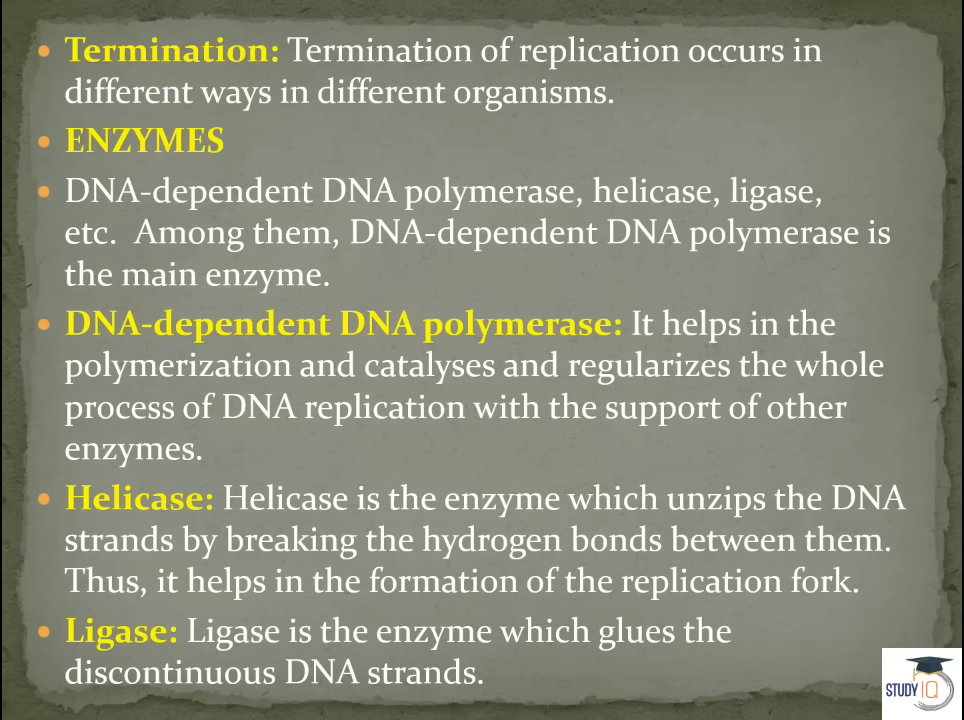 Termination: Termination of replication occurs in
different ways in different organisms.
ENZYMES
DNA-dependent DNA polymerase, helicase, ligase,
etc.  Among them, DNA-dependent DNA polymerase is
the main enzyme.
DNA-dependent DNA polymerase: It helps in the
polymerization and catalyses and regularizes the whole
process of DNA replication with the support of other
enzymes.
Helicase: Helicase is the enzyme which unzips the DNA
strands by breaking the hydrogen bonds between them.
Thus, it helps in the formation of the replication fork.
Ligase: Ligase is the enzyme which glues the
discontinuous DNA strands.
STUDY IQ